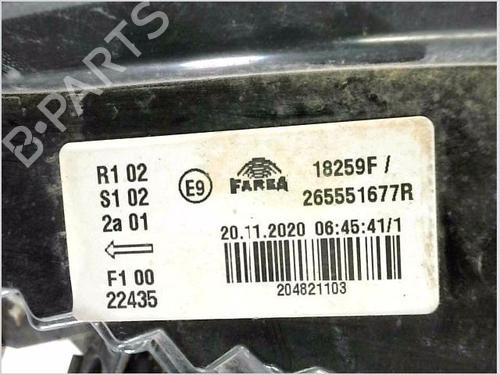 B-PARTS
R1 02
S1 02
2a 01
F1 00
22435
E9
FARBA
18259F /
265551677R
20.11.2020 06:45:41/1
204821103